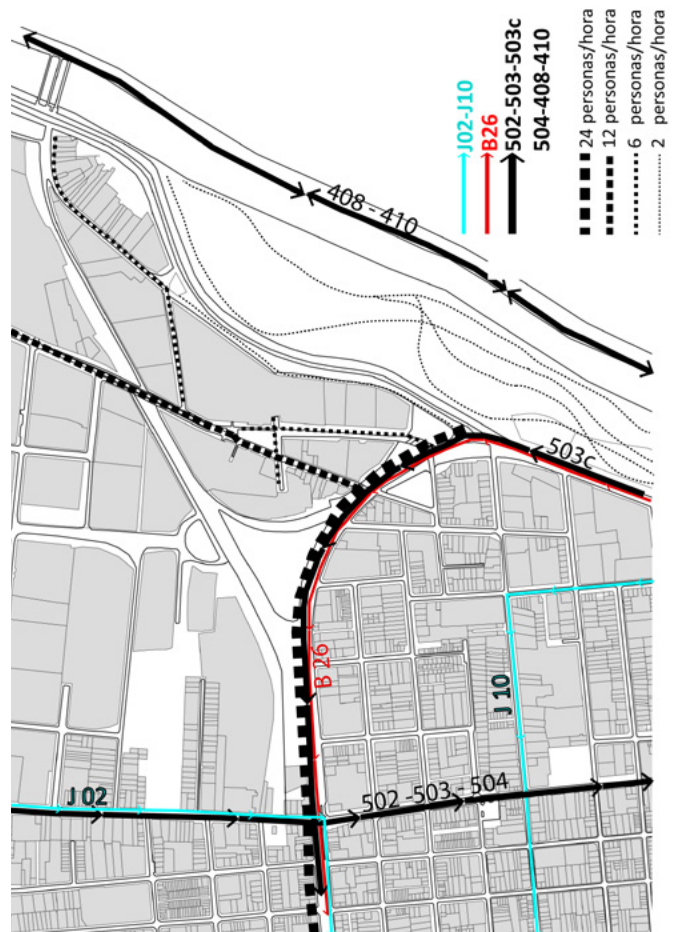 J02-J10
B26
502-503-503c
504-408-410
24 personas/hora
12 personas/hora
6 personas/hora
2 personas/hora
408 - 410
503c
B 26
J 10
J 02
502 -503 - 504